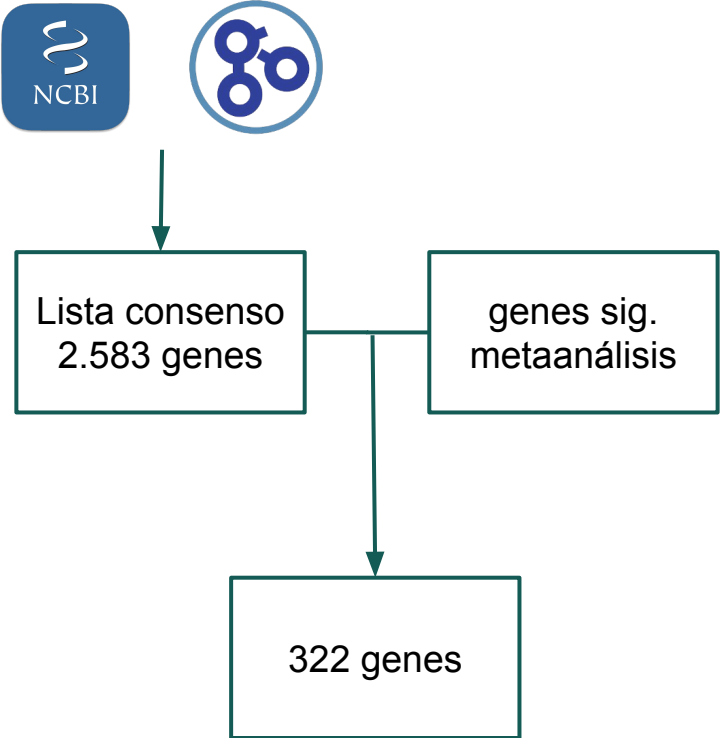 NCBI
Lista consenso
2.583 genes
genes sig.
metaanálisis
322 genes